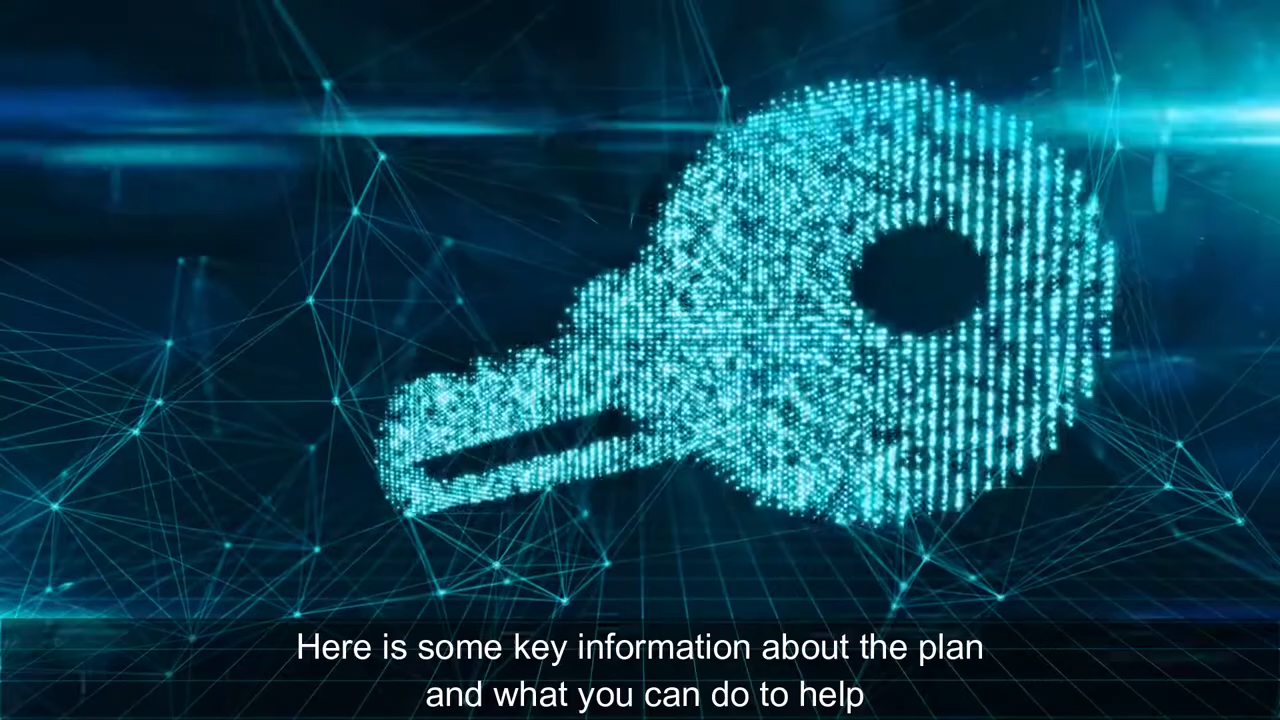 Here is some key information about the plan
and what you can do to help